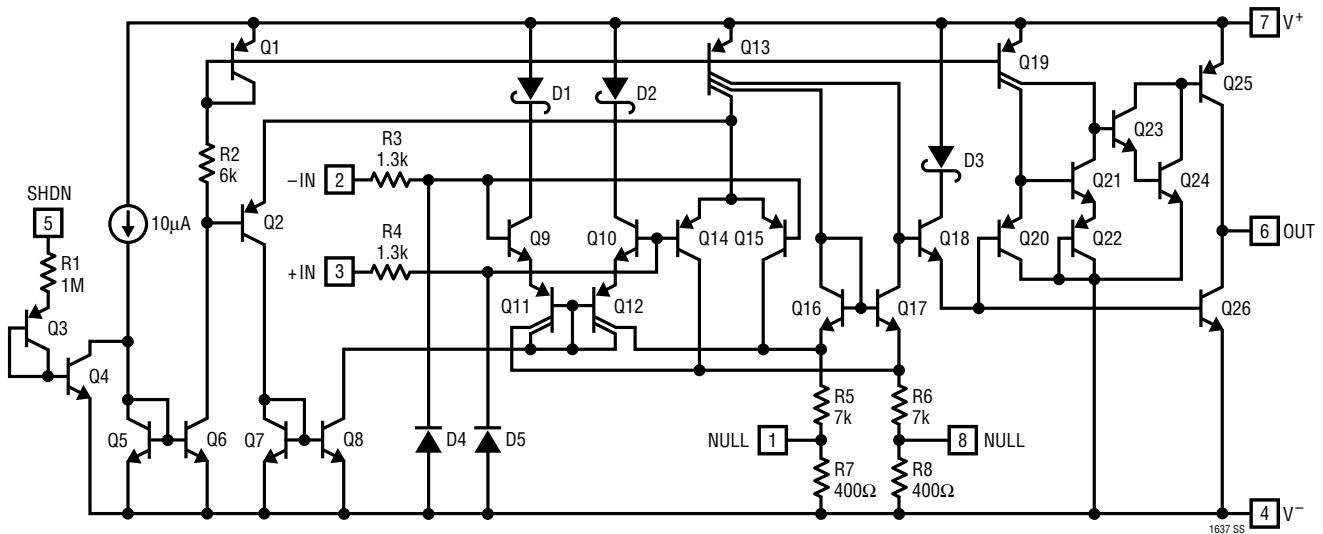 7 V+
Q1
Q13
Q19
Q25
D1
D2
Q23
R3
1.3k
R2
6k
D3
−IN 2
Q21
Q24
SHDN
5
10µA
Q2
R4
1.3k
Q9
Q10
Q14
Q15
Q18
Q20
Q22
6 OUT
+IN 3
R1
1M
Q11
Q12
Q16
Q17
Q26
Q3
Q4
R5
7k
R6
7k
Q5
Q6
Q7
Q8
D4
D5
NULL 1
8 NULL
R7
400Ω
R8
400Ω
4 V−
1637 SS